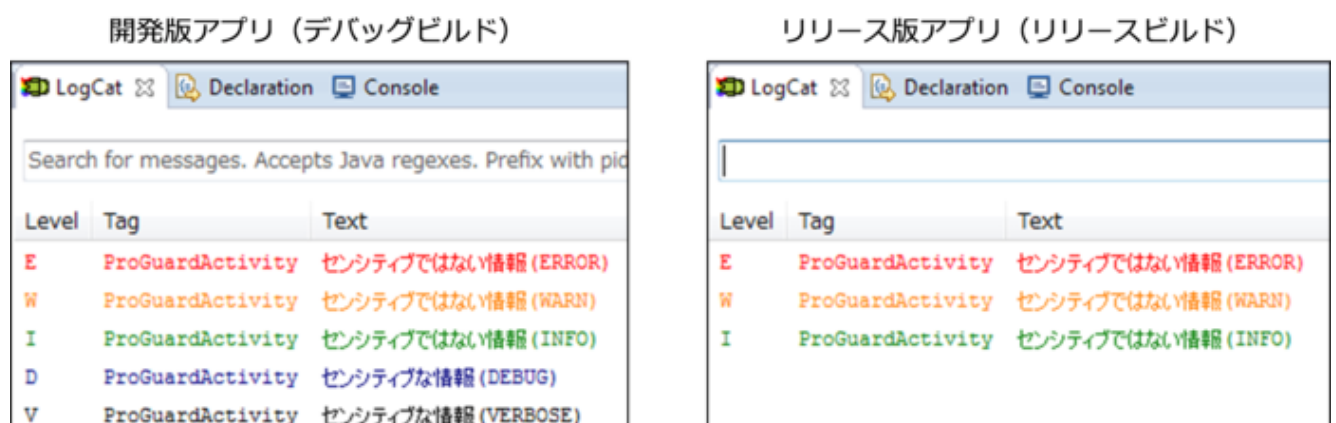 開発版アプリ（デバッグビルド）
LogCat Declaration Console
Search for messages. Accepts Java regexes. Prefix with pid
Level Tag Text
E ProGuardActivity センシティブではない情報(ERROR)
W ProGuardActivity センシティブではない情報(WARN)
I ProGuardActivity センシティブではない情報(INFO)
D ProGuardActivity センシティブな情報(DEBUG)
V ProGuardActivity センシティブな情報(VERBOSE)
リリース版アプリ（リリースビルド）
LogCat Declaration Console
Level Tag Text
E ProGuardActivity センシティブではない情報(ERROR)
W ProGuardActivity センシティブではない情報(WARN)
I ProGuardActivity センシティブではない情報(INFO)